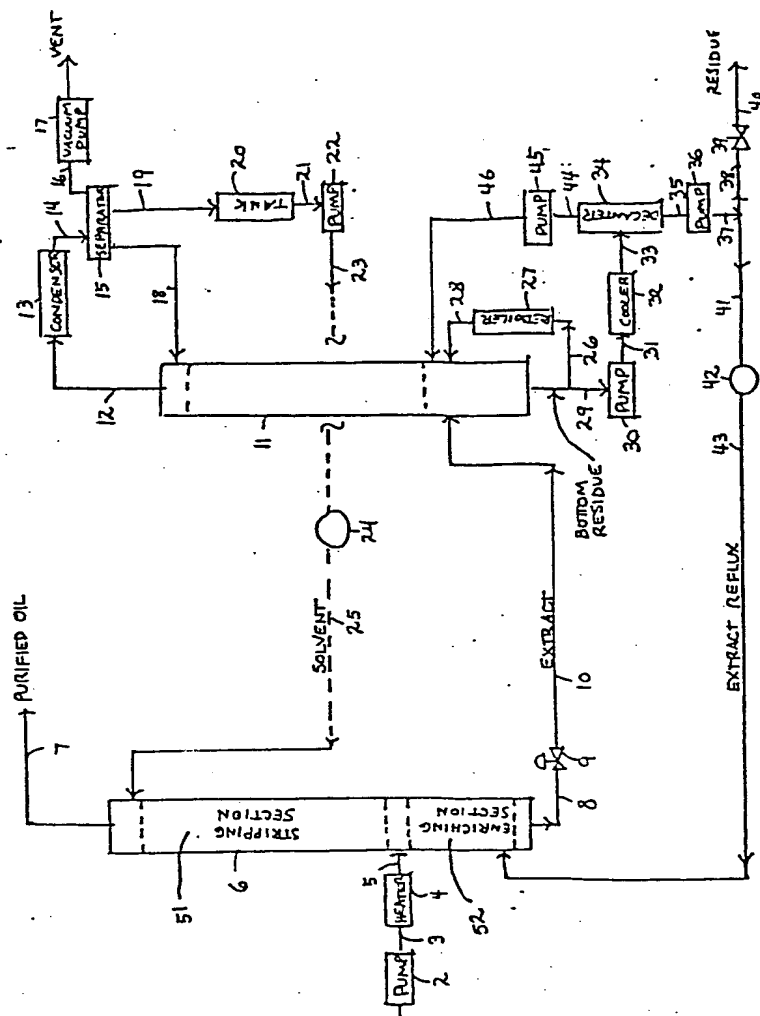 VENT
17
VACUUM
PUMP
16
14
13
CONDENSER
SEPARATOR
15
19
18
12
20
TANK
21
22
PUMP
23
11
46
45
PUMP
44
34
DECANTER
35
36
PUMP
33
32
COOLER
31
30
PUMP
29
28
27
REBOILER
26
BOTTOM
RESIDUE
RESIDUE
40
39
38
37
41
42
43
EXTRACT REFLUX
24
SOLVENT
25
EXTRACT
10
9
8
PURIFIED OIL
7
STRIPPING
SECTION
51
6
ENRICHING
SECTION
52
5
HEATER
4
3
PUMP
2